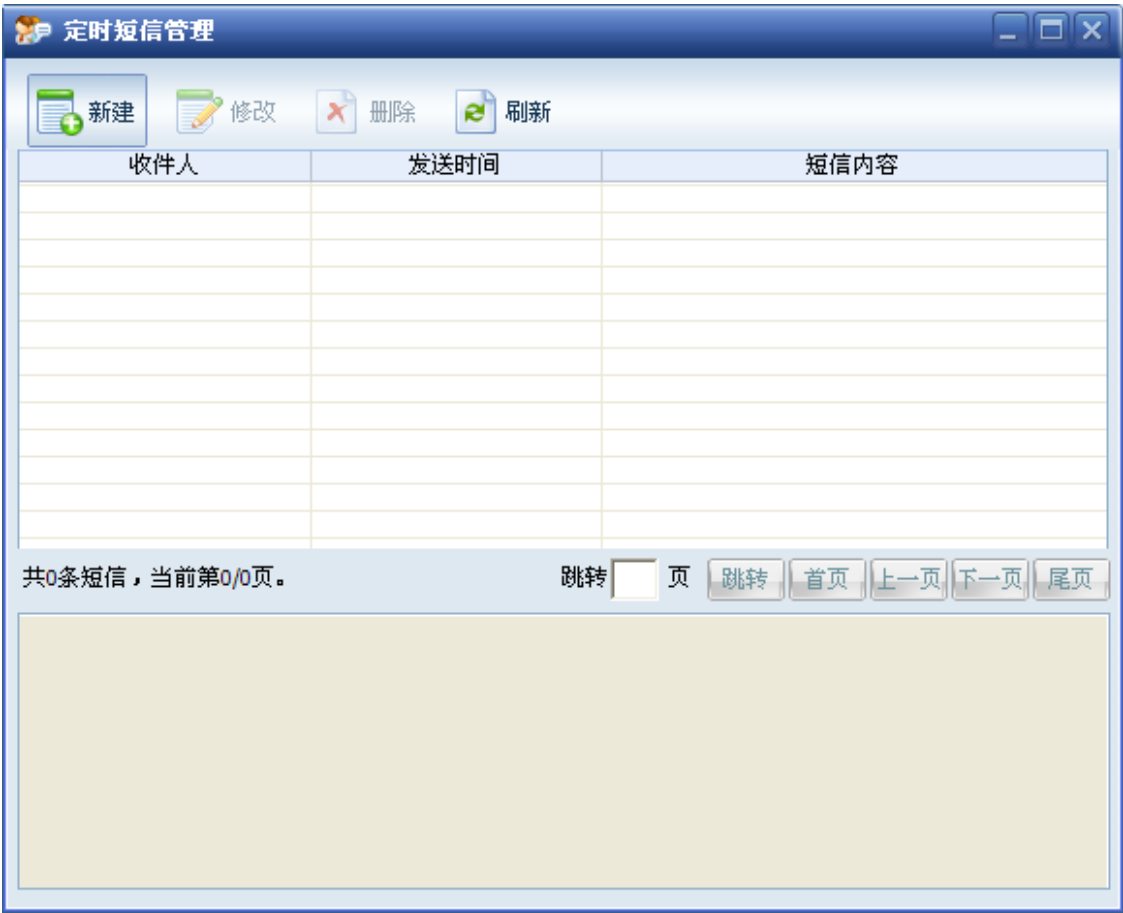 定时短信管理
新建 修改 删除 刷新
收件人 发送时间 短信内容
共0条短信，当前第0/0页。 跳转 页 跳转 首页 上一页 下一页 尾页